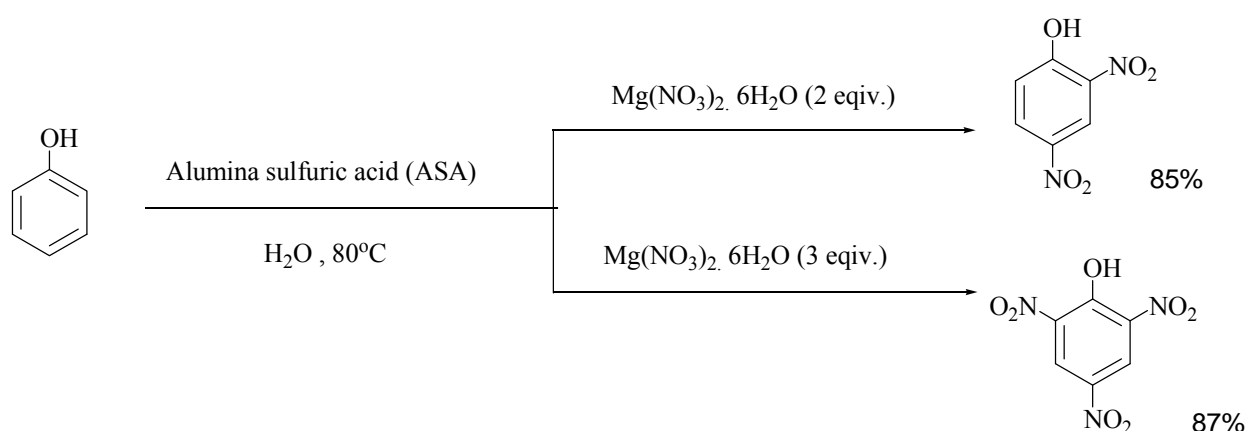 OH
NO2
Mg(NO3)2. 6H2O (2 eqiv.)
OH
Alumina sulfuric acid (ASA)
NO2
85%
H2O , 80oC
Mg(NO3)2. 6H2O (3 eqiv.)
OH
O2N
NO2
NO2
87%